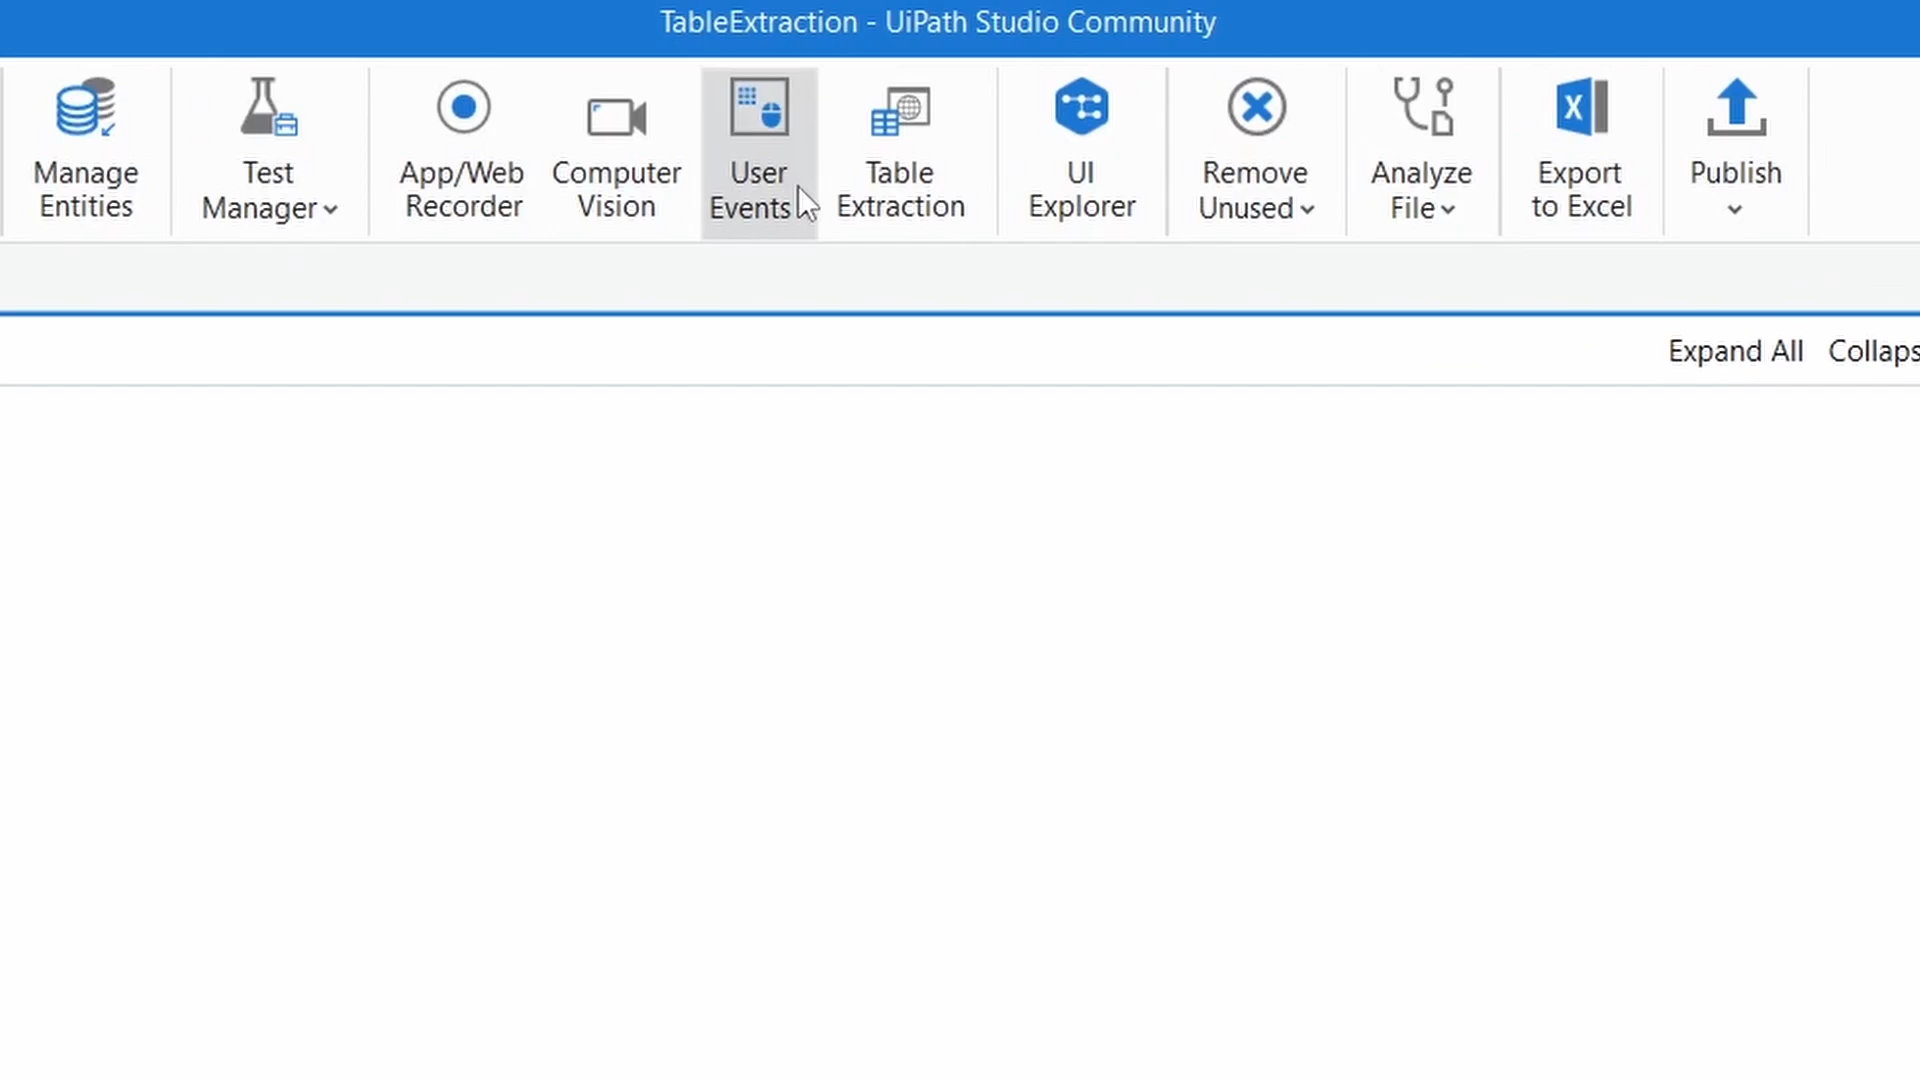 TableExtraction - UiPath Studio Community
Manage
Entities
Test
Manager
App/Web
Recorder
Computer
Vision
User
Events
Table
Extraction
UI
Explorer
Remove
Unused
Analyze
File
Export
to Excel
Publish
Expand All Collaps